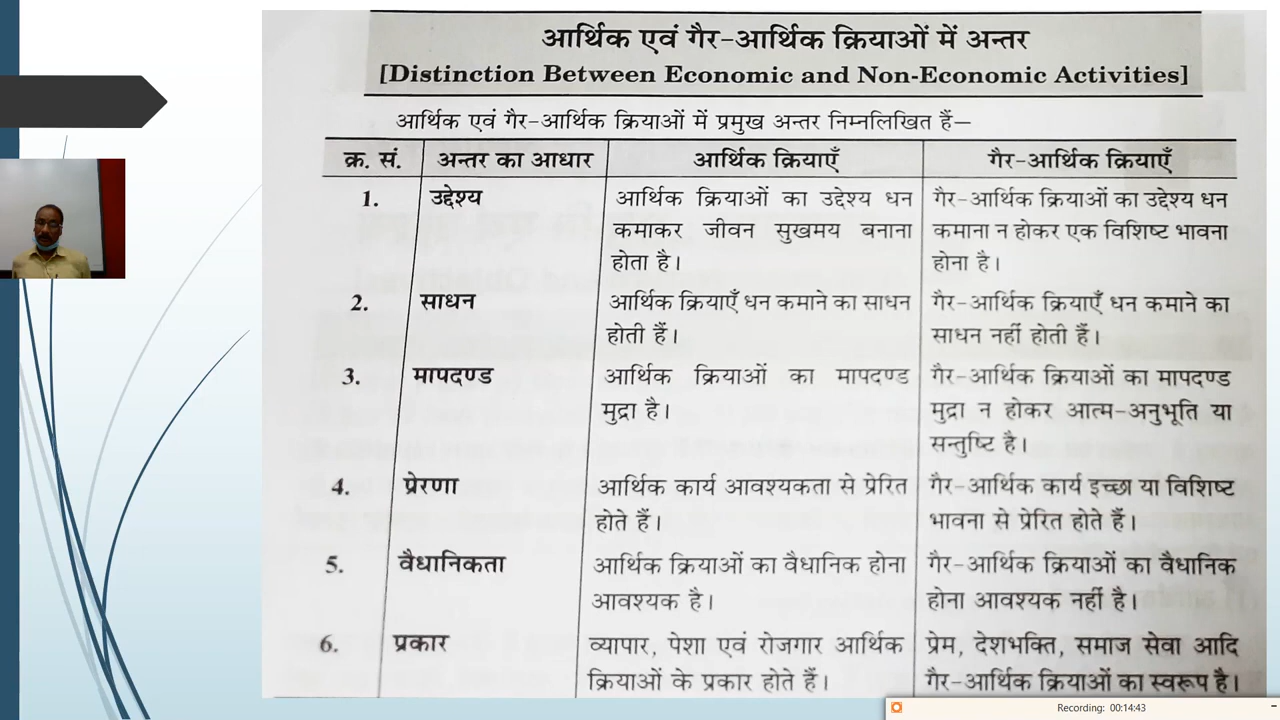 आर्थिक एवं गैर-आर्थिक क्रियाओं में अन्तर
[Distinction Between Economic and Non-Economic Activities]
आर्थिक एवं गैर-आर्थिक क्रियाओं में प्रमुख अन्तर निम्नलिखित हैं—
क्र. सं. अन्तर का आधार आर्थिक क्रियाएँ गैर-आर्थिक क्रियाएँ
1. उद्देश्य आर्थिक क्रियाओं का उद्देश्य धन गैर-आर्थिक क्रियाओं का उद्देश्य धन
कमाकर जीवन सुखमय बनाना कमाना न होकर एक विशिष्ट भावना
होता है। होना है।
2. साधन आर्थिक क्रियाएँ धन कमाने का साधन गैर-आर्थिक क्रियाएँ धन कमाने का
होती हैं। साधन नहीं होती हैं।
3. मापदण्ड आर्थिक क्रियाओं का मापदण्ड गैर-आर्थिक क्रियाओं का मापदण्ड
मुद्रा है। मुद्रा न होकर आत्म-अनुभूति या
सन्तुष्टि है।
4. प्रेरणा आर्थिक कार्य आवश्यकता से प्रेरित गैर-आर्थिक कार्य इच्छा या विशिष्ट
होते हैं। भावना से प्रेरित होते हैं।
5. वैधानिकता आर्थिक क्रियाओं का वैधानिक होना गैर-आर्थिक क्रियाओं का वैधानिक
आवश्यक है। होना आवश्यक नहीं है।
6. प्रकार व्यापार, पेशा एवं रोजगार आर्थिक प्रेम, देशभक्ति, समाज सेवा आदि
क्रियाओं के प्रकार होते हैं। गैर-आर्थिक क्रियाओं का स्वरूप है।
Recording: 00:14:43